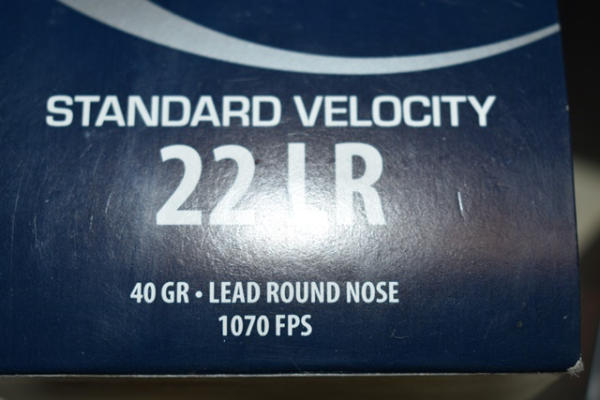 STANDARD VELOCITY
22 LR
40 GR • LEAD ROUND NOSE
1070 FPS